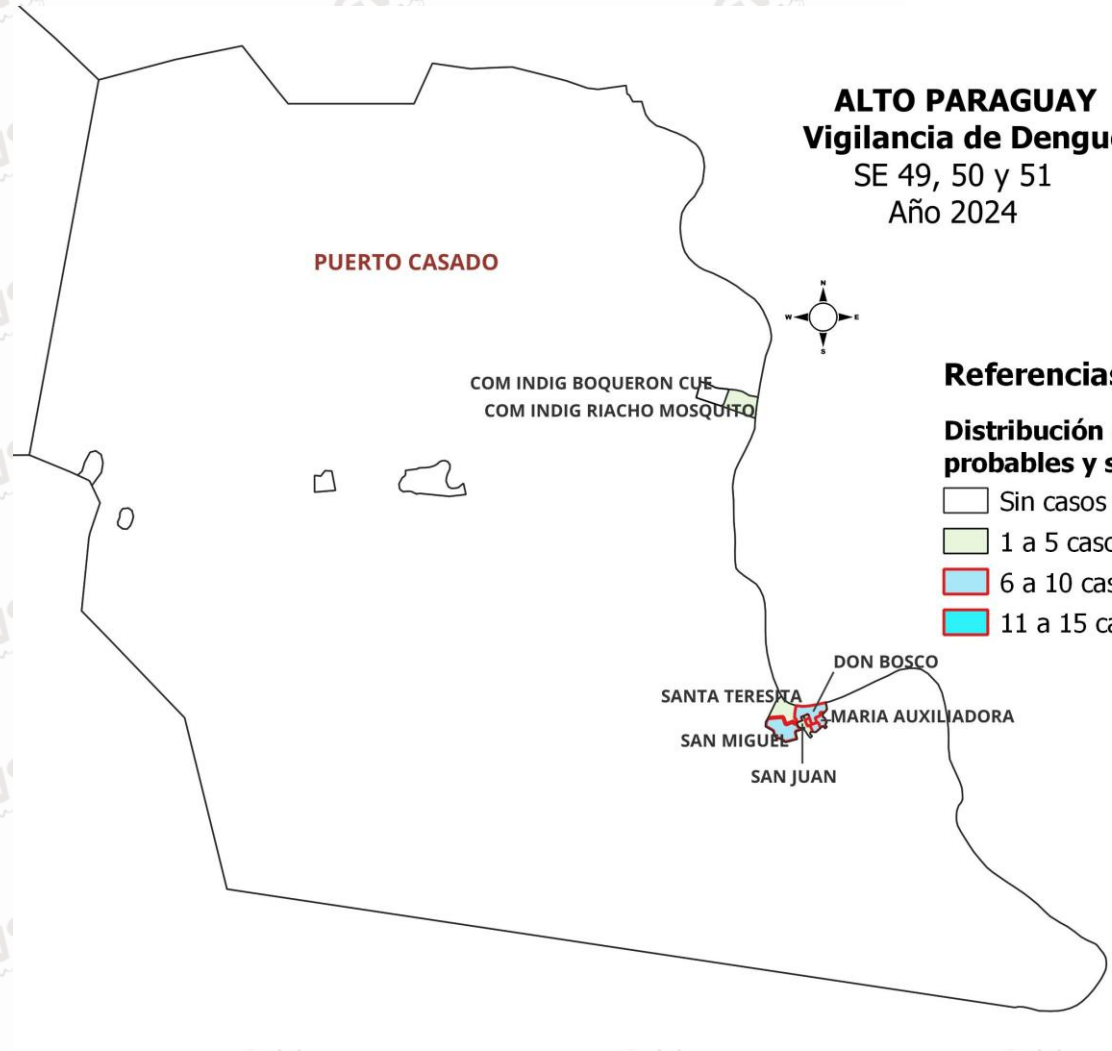 ALTO PARAGUAY
Vigilancia de Dengue
SE 49, 50 y 51
Año 2024
PUERTO CASADO
N
W E
S
Referencias
COM INDIG BOQUERON CUE
COM INDIG RIACHO MOSQUITO
Distribución
probables y s
Sin casos
1 a 5 caso
6 a 10 cas
11 a 15 ca
DON BOSCO
SANTA TERESITA
MARIA AUXILIADORA
SAN MIGUEL
SAN JUAN